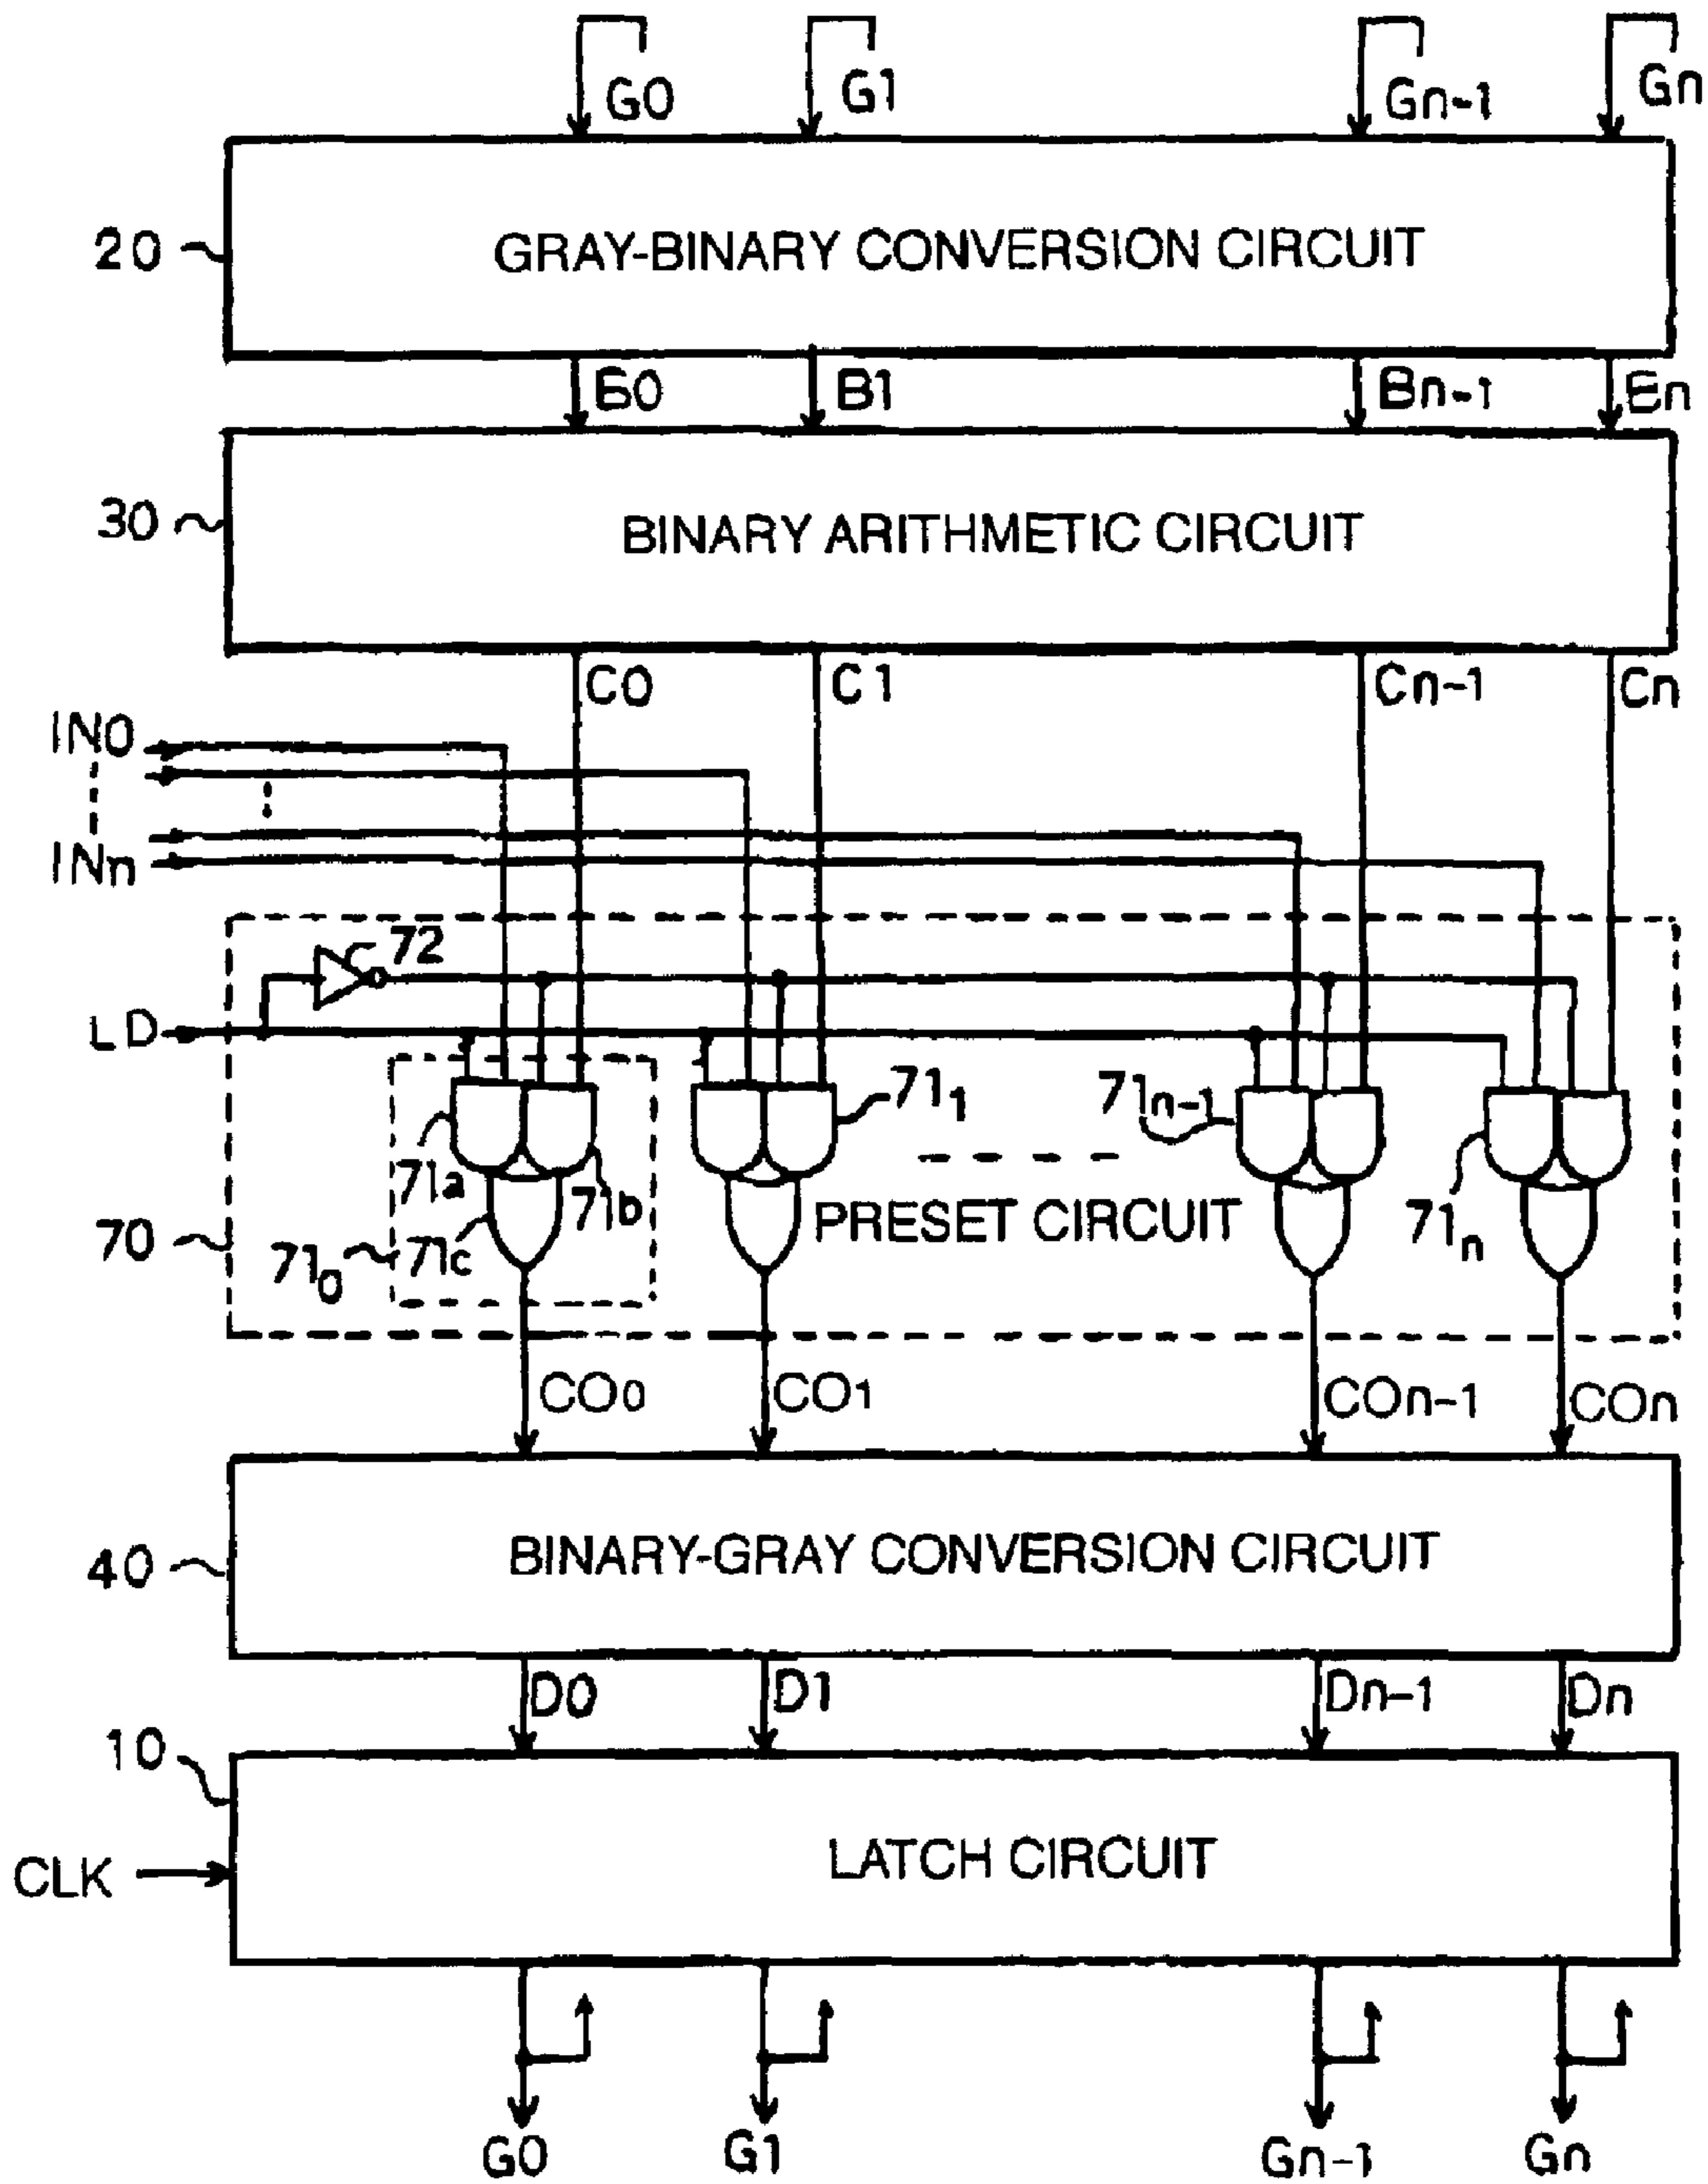 G0 G1 Gn-1 Gn
20 GRAY-BINARY CONVERSION CIRCUIT
B0 B1 Bn-1 Bn
30 BINARY ARITHMETIC CIRCUIT
C0 C1 Cn-1 Cn
IN0
INn
72
LD
71₁ 71n-1
71a 71b
70 71₀ 71c PRESET CIRCUIT 71n
CO0 CO1 COn-1 COn
40 BINARY-GRAY CONVERSION CIRCUIT
D0 D1 Dn-1 Dn
10
CLK LATCH CIRCUIT
G0 G1 Gn-1 Gn